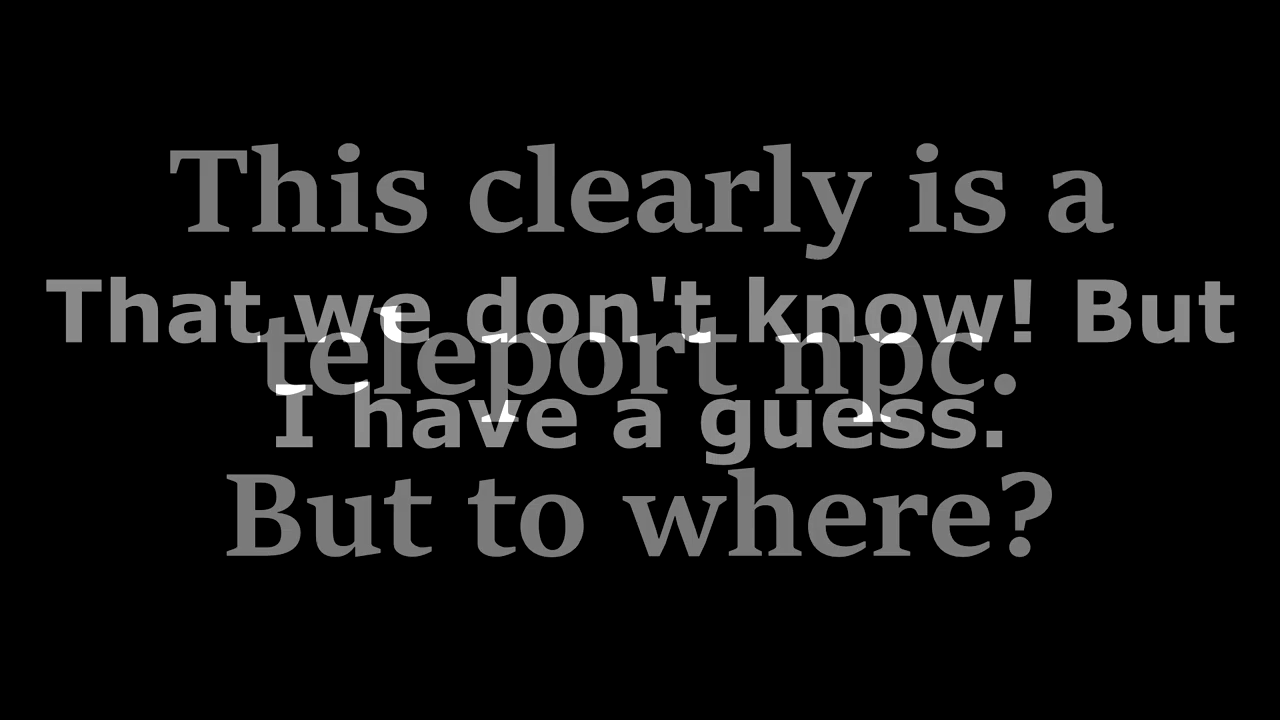 This clearly is a
teleport npc.
But to where?
That we don't know! But
I have a guess.